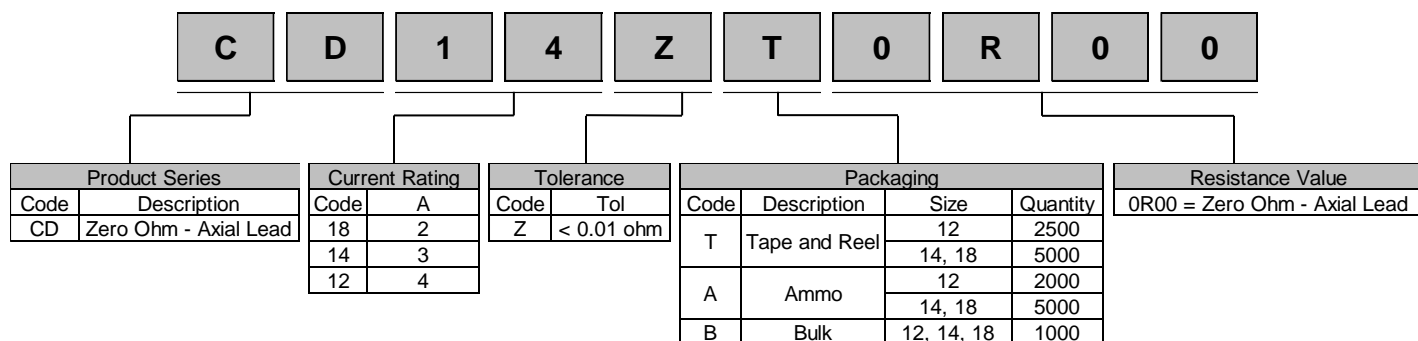 C D 1 4 Z T 0 R 0 0
Product Series
Code Description
CD Zero Ohm - Axial Lead
Current Rating
Code A
18 2
14 3
12 4
Tolerance
Code Tol
Z < 0.01 ohm
Packaging
Code Description Size Quantity
T Tape and Reel 12 2500
14, 18 5000
A Ammo 12 2000
14, 18 5000
B Bulk 12, 14, 18 1000
Resistance Value
0R00 = Zero Ohm - Axial Lead